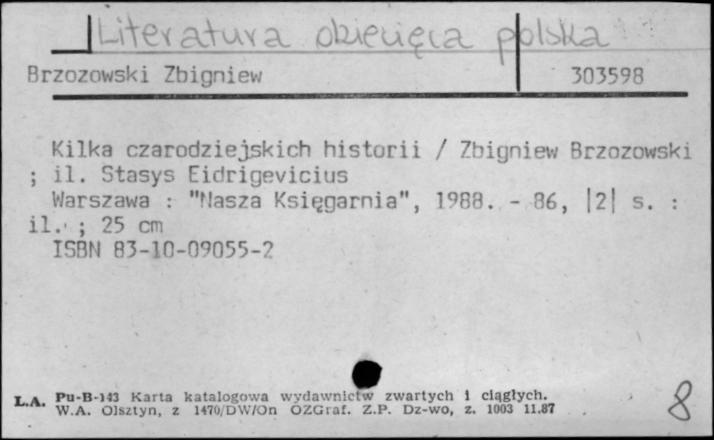 Literatura dziecięca polska
Brzozowski Zbigniew 303598
Kilka czarodziejskich historii / Zbigniew Brzozowski
; il. Stasys Eidrigevicius
Warszawa : "Nasza Księgarnia", 1988. - 86, |2| s. :
il. ; 25 cm
ISBN 83-10-09055-2
L.A. Pu-B-143 Karta katalogowa wydawnictw zwartych i ciągłych.
W.A. Olsztyn, z 1470/DW/On OZGraf. Z.P. Dz-wo, z. 1003 11.87
8